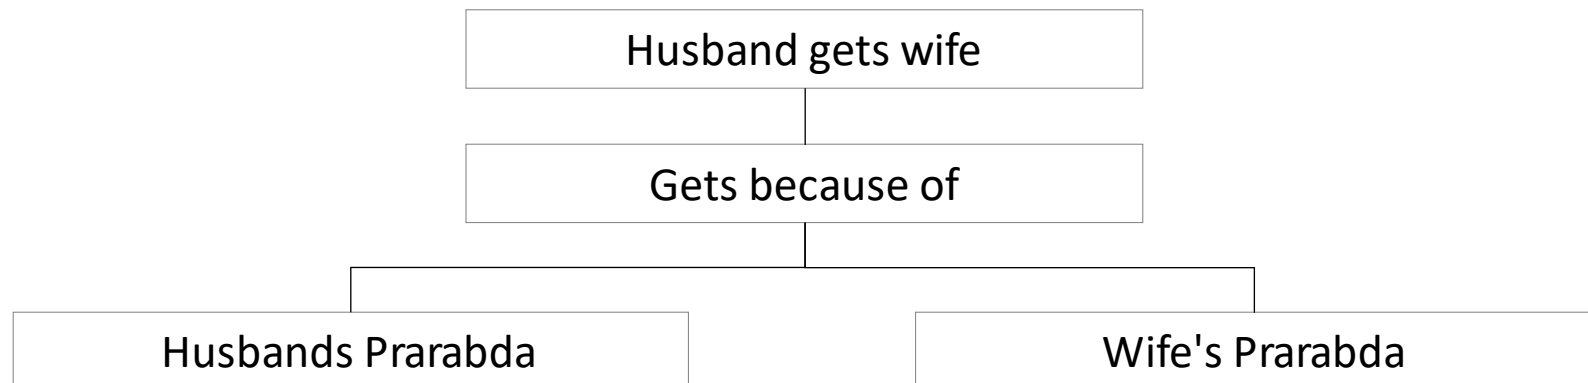 Husband gets wife
Gets because of
Husbands Prarabda
Wife's Prarabda